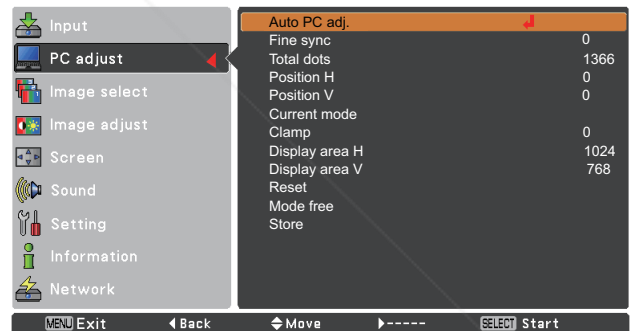 Input
PC adjust
Image select
Image adjust
Screen
Sound
Setting
Information
Network
Auto PC adj.
Fine sync 0
Total dots 1366
Position H 0
Position V 0
Current mode
Clamp 0
Display area H 1024
Display area V 768
Reset
Mode free
Store
MENU Exit Back Move ----- SELECT Start